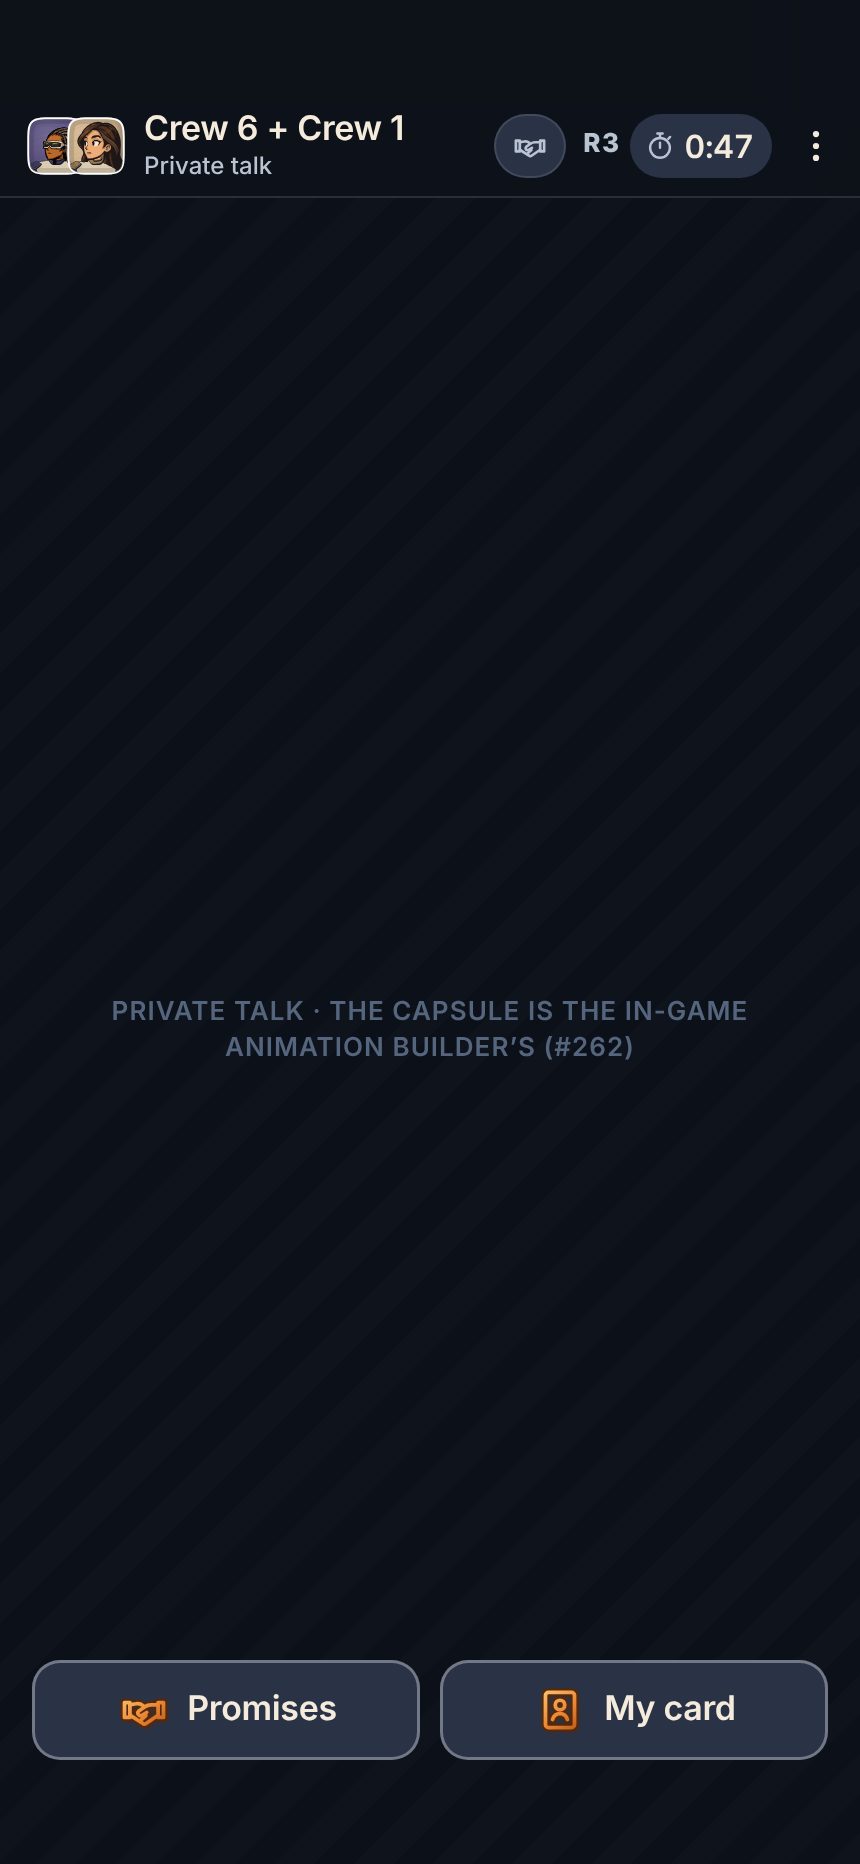 Crew 6 + Crew 1
Private talk
R3
0:47
PRIVATE TALK · THE CAPSULE IS THE IN-GAME
ANIMATION BUILDER’S (#262)
Promises
My card